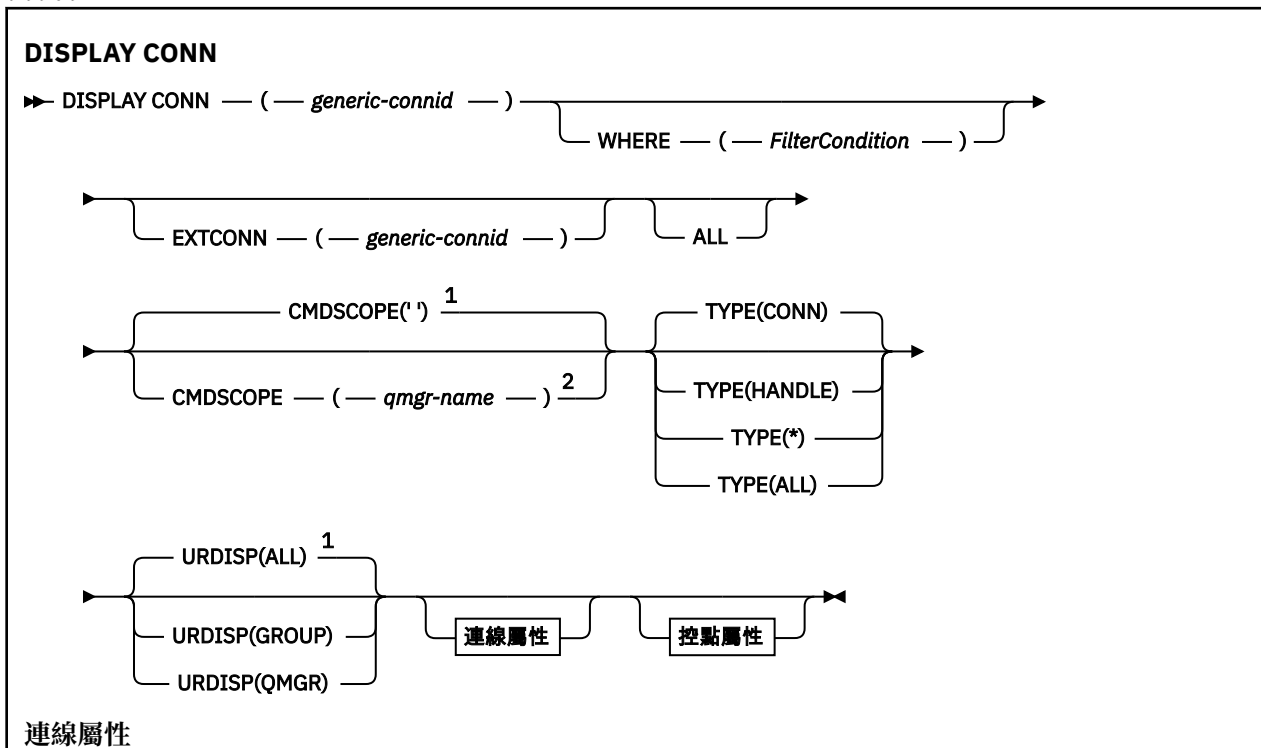 DISPLAY CONN
DISPLAY CONN ( generic-connid )
WHERE ( FilterCondition )
EXTCONN ( generic-connid )
ALL
CMDSCOPE(' ') 1
CMDSCOPE ( qmgr-name ) 2
TYPE(CONN)
TYPE(HANDLE)
TYPE(*)
TYPE(ALL)
URDISP(ALL) 1
URDISP(GROUP)
URDISP(QMGR)
連線屬性
控點屬性
連線屬性